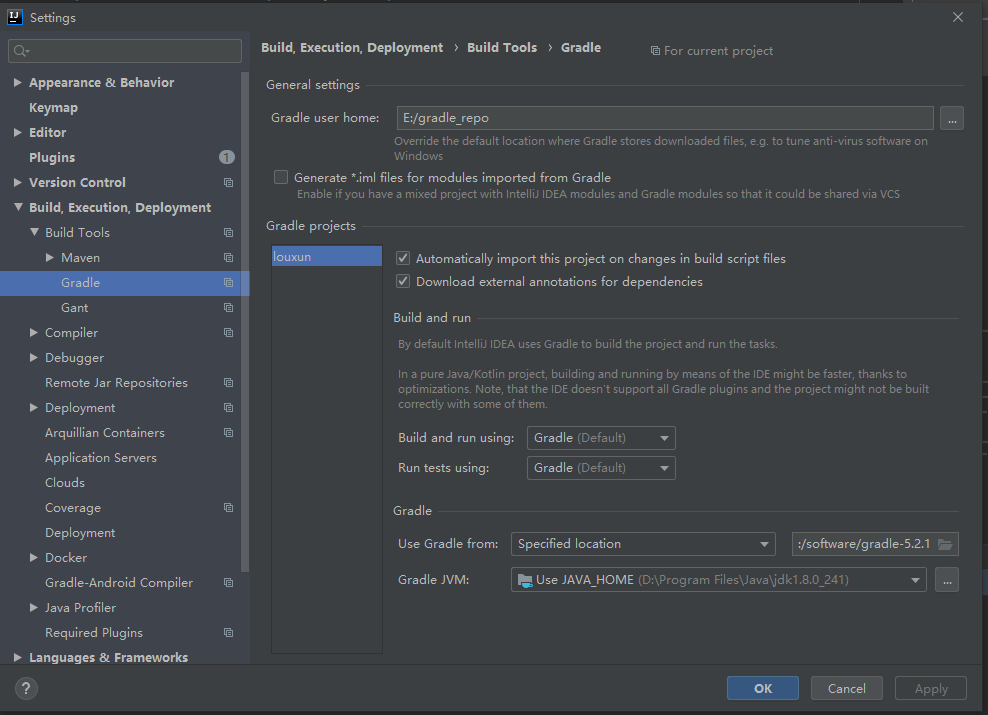 Settings
Build, Execution, Deployment › Build Tools › Gradle
For current project
Appearance & Behavior
Keymap
Editor
Plugins
1
Version Control
Build, Execution, Deployment
Build Tools
Maven
Gradle
Gant
Compiler
Debugger
Remote Jar Repositories
Deployment
Arquillian Containers
Application Servers
Clouds
Coverage
Deployment
Docker
Gradle-Android Compiler
Java Profiler
Required Plugins
Languages & Frameworks
General settings
Gradle user home:
E:/gradle_repo
...
Override the default location where Gradle stores downloaded files, e.g. to tune anti-virus software on
Windows
Generate *.iml files for modules imported from Gradle
Enable if you have a mixed project with IntelliJ IDEA modules and Gradle modules so that it could be shared via VCS
Gradle projects
louxun
Automatically import this project on changes in build script files
Download external annotations for dependencies
Build and run
By default IntelliJ IDEA uses Gradle to build the project and run the tasks.
In a pure Java/Kotlin project, building and running by means of the IDE might be faster, thanks to
optimizations. Note, that the IDE doesn't support all Gradle plugins and the project might not be built
correctly with some of them.
Build and run using: Gradle (Default)
Run tests using: Gradle (Default)
Gradle
Use Gradle from: Specified location :/software/gradle-5.2.1
Gradle JVM: Use JAVA_HOME (D:\Program Files\Java\jdk1.8.0_241) ...
?
OK
Cancel
Apply